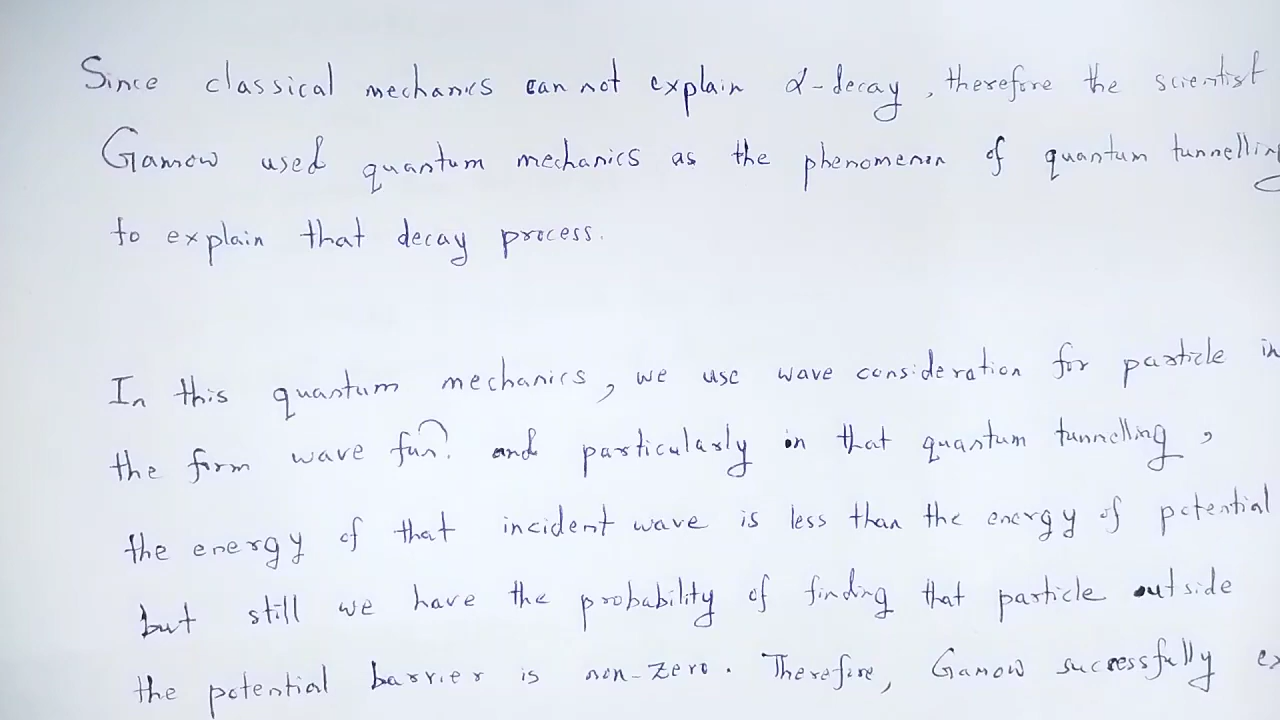 Since classical mechanics can not explain α-decay, therefore the scientist
Gamow used quantum mechanics as the phenomenon of quantum tunnelling
to explain that decay process.
In this quantum mechanics, we use wave consideration for particle in
the form wave fun. and particularly in that quantum tunnelling,
the energy of that incident wave is less than the energy of potential
but still we have the probability of finding that particle outside
the potential barrier is non-zero. Therefore, Gamow successfully